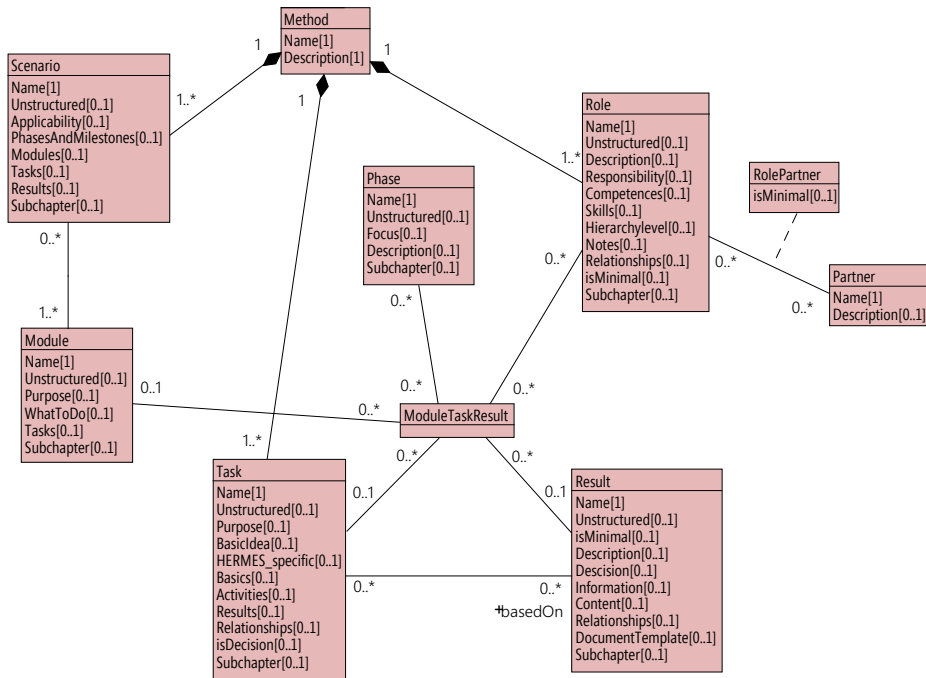 Method
Name[1]
Description[1]
1
1
1
Scenario
Name[1]
Unstructured[0..1]
Applicability[0..1]
PhasesAndMilestones[0..1]
Modules[0..1]
Tasks[0..1]
Results[0..1]
Subchapter[0..1]
1..*
0..*
1..*
Role
Name[1]
Unstructured[0..1]
Description[0..1]
Responsibility[0..1]
Competences[0..1]
Skills[0..1]
Hierarchylevel[0..1]
Notes[0..1]
Relationships[0..1]
isMinimal[0..1]
Subchapter[0..1]
1..*
0..*
0..*
RolePartner
isMinimal[0..1]
Partner
Name[1]
Description[0..1]
0..*
Phase
Name[1]
Unstructured[0..1]
Focus[0..1]
Description[0..1]
Subchapter[0..1]
0..*
Module
Name[1]
Unstructured[0..1]
Purpose[0..1]
WhatToDo[0..1]
Tasks[0..1]
Subchapter[0..1]
0..1
0..*
0..*
0..*
ModuleTaskResult
0..*
0..*
1..*
Task
Name[1]
Unstructured[0..1]
Purpose[0..1]
BasicIdea[0..1]
HERMES_specific[0..1]
Basics[0..1]
Activities[0..1]
Results[0..1]
Relationships[0..1]
isDecision[0..1]
Subchapter[0..1]
0..1
0..1
0..*
0..*
+basedOn
Result
Name[1]
Unstructured[0..1]
isMinimal[0..1]
Description[0..1]
Descision[0..1]
Information[0..1]
Content[0..1]
Relationships[0..1]
DocumentTemplate[0..1]
Subchapter[0..1]